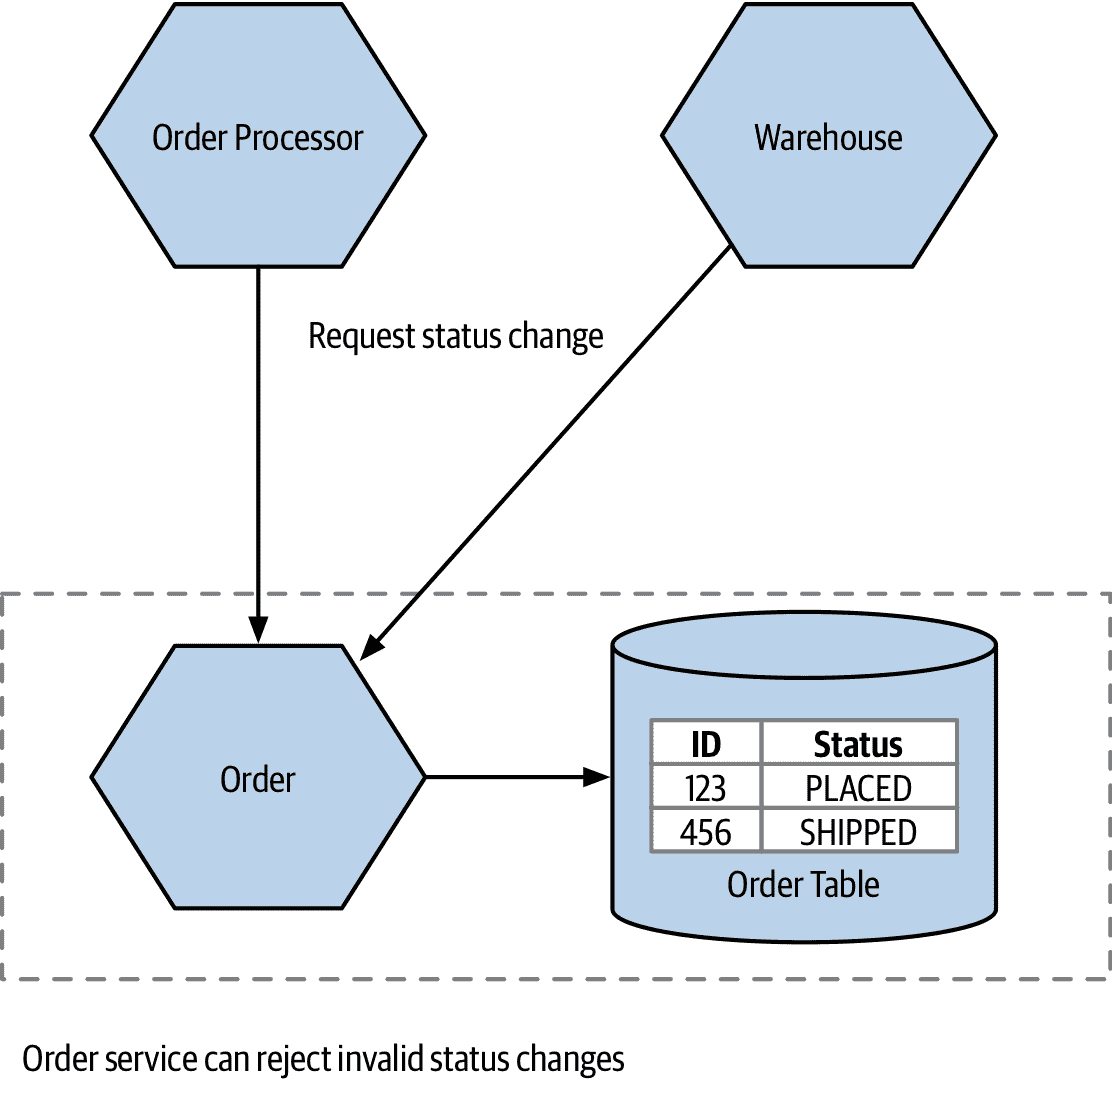 Order Processor
Warehouse
Request status change
Order
ID Status
123 PLACED
456 SHIPPED
Order Table
Order service can reject invalid status changes